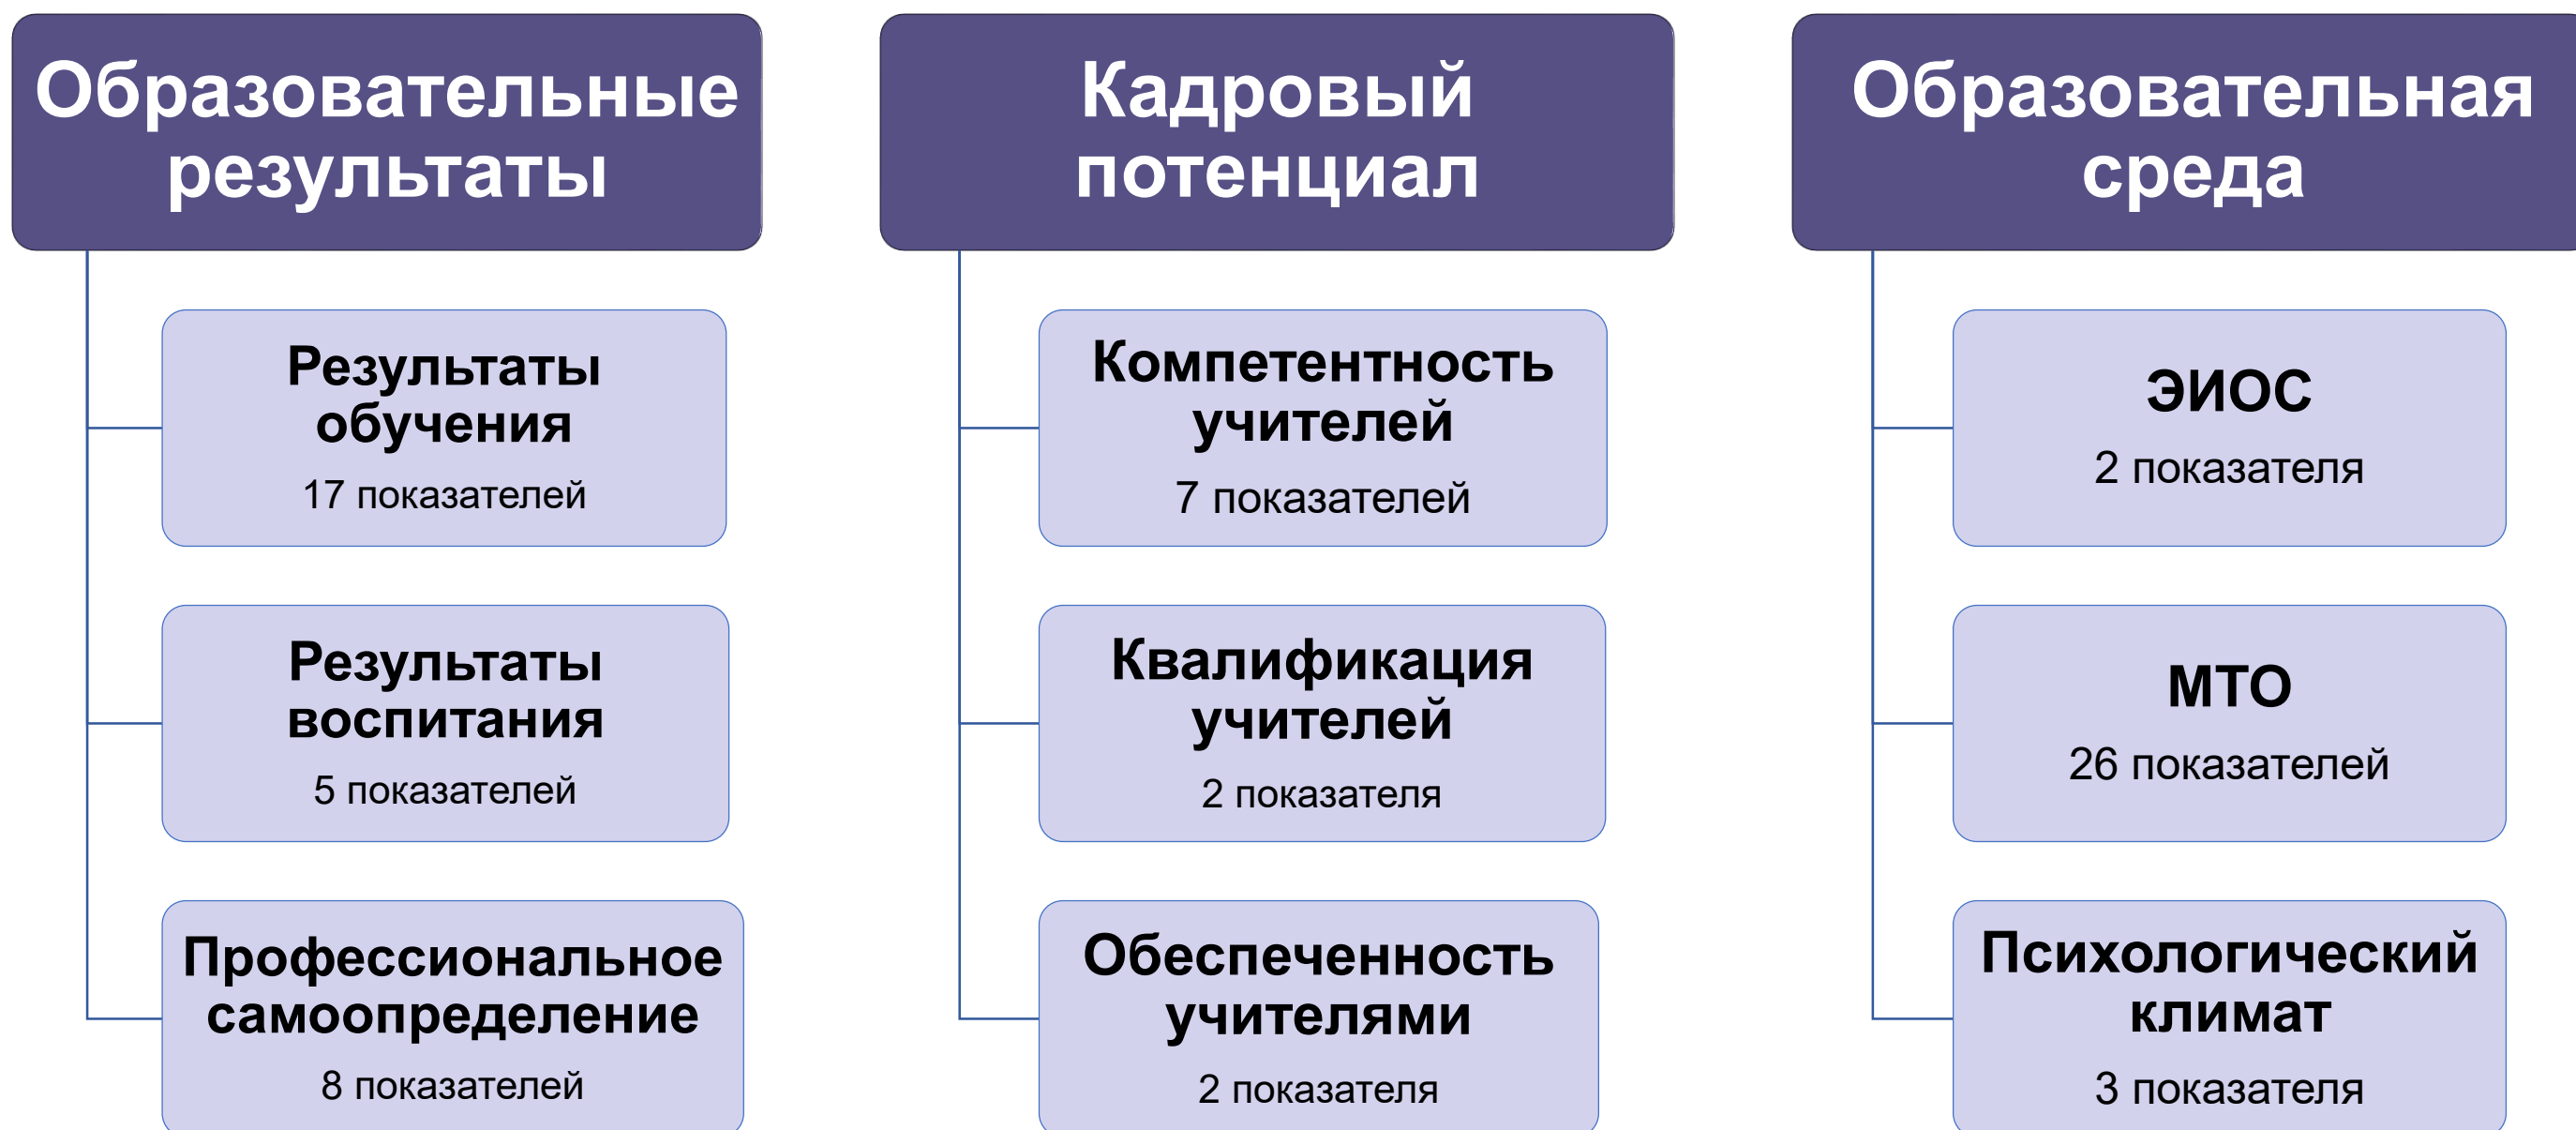 Образовательные
результаты
Результаты
обучения
17 показателей
Результаты
воспитания
5 показателей
Профессиональное
самоопределение
8 показателей
Кадровый
потенциал
Компетентность
учителей
7 показателей
Квалификация
учителей
2 показателя
Обеспеченность
учителями
2 показателя
Образовательная
среда
ЭИОС
2 показателя
МТО
26 показателей
Психологический
климат
3 показателя